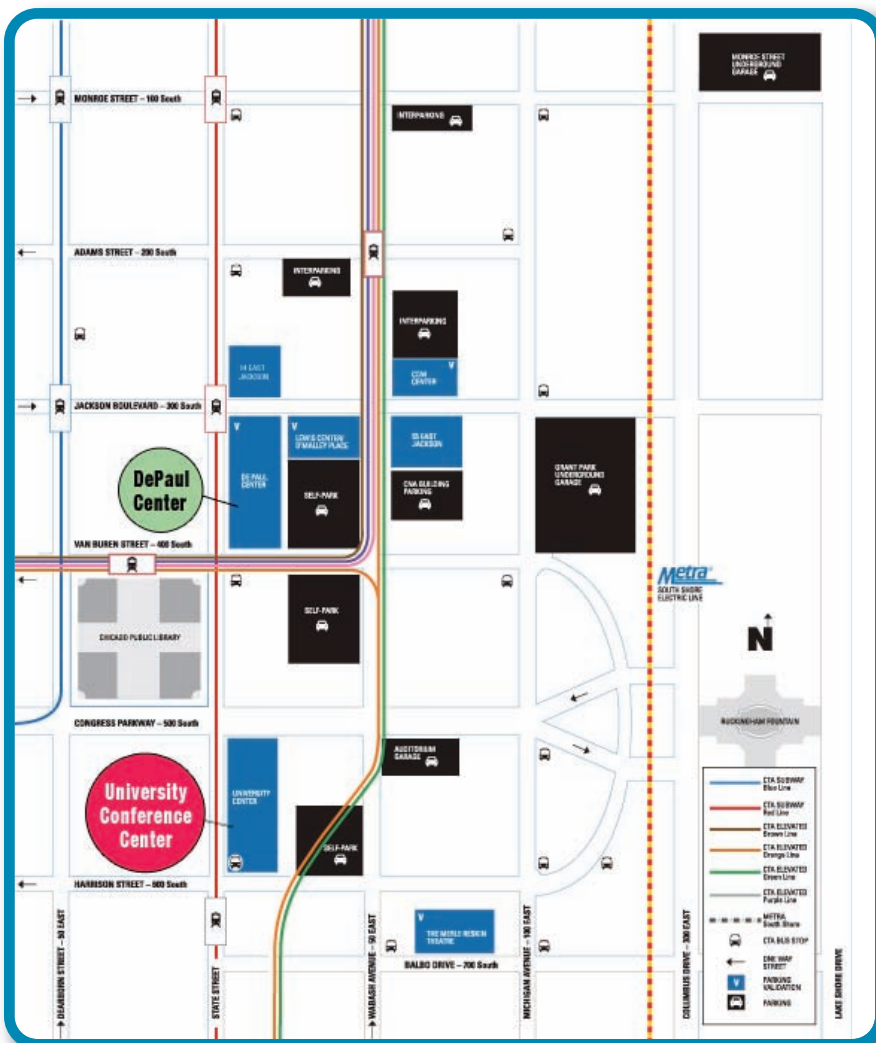 MONROE STREET
UNDERGROUND
GARAGE
MONROE STREET – 100 South
INTERPARKING
ADAMS STREET – 200 South
INTERPARKING
INTERPARKING
14 EAST
JACKSON
CDM
CENTER
V
JACKSON BOULEVARD – 300 South
V
DE PAUL
CENTER
V
LEWIS CENTER/
O'MALLEY PLACE
55 EAST
JACKSON
GRANT PARK
UNDERGROUND
GARAGE
DePaul
Center
SELF-PARK
CNA BUILDING
PARKING
VAN BUREN STREET – 400 South
Metra
SOUTH SHORE
ELECTRIC LINE
SELF-PARK
CHICAGO PUBLIC LIBRARY
N
CONGRESS PARKWAY – 500 South
BUCKINGHAM FOUNTAIN
AUDITORIUM
GARAGE
University
Conference
Center
UNIVERSITY
CENTER
SELF-PARK
HARRISON STREET – 600 South
V
THE MERLE RESKIN
THEATRE
BALBO DRIVE – 700 South
DEARBORN STREET – 50 EAST
STATE STREET
WABASH AVENUE – 50 EAST
MICHIGAN AVENUE – 100 EAST
COLUMBUS DRIVE – 300 EAST
LAKE SHORE DRIVE
CTA SUBWAY
Blue Line
CTA SUBWAY
Red Line
CTA ELEVATED
Brown Line
CTA ELEVATED
Orange Line
CTA ELEVATED
Green Line
CTA ELEVATED
Purple Line
METRA
South Shore
CTA BUS STOP
ONE WAY
STREET
V
PARKING
VALIDATION
PARKING